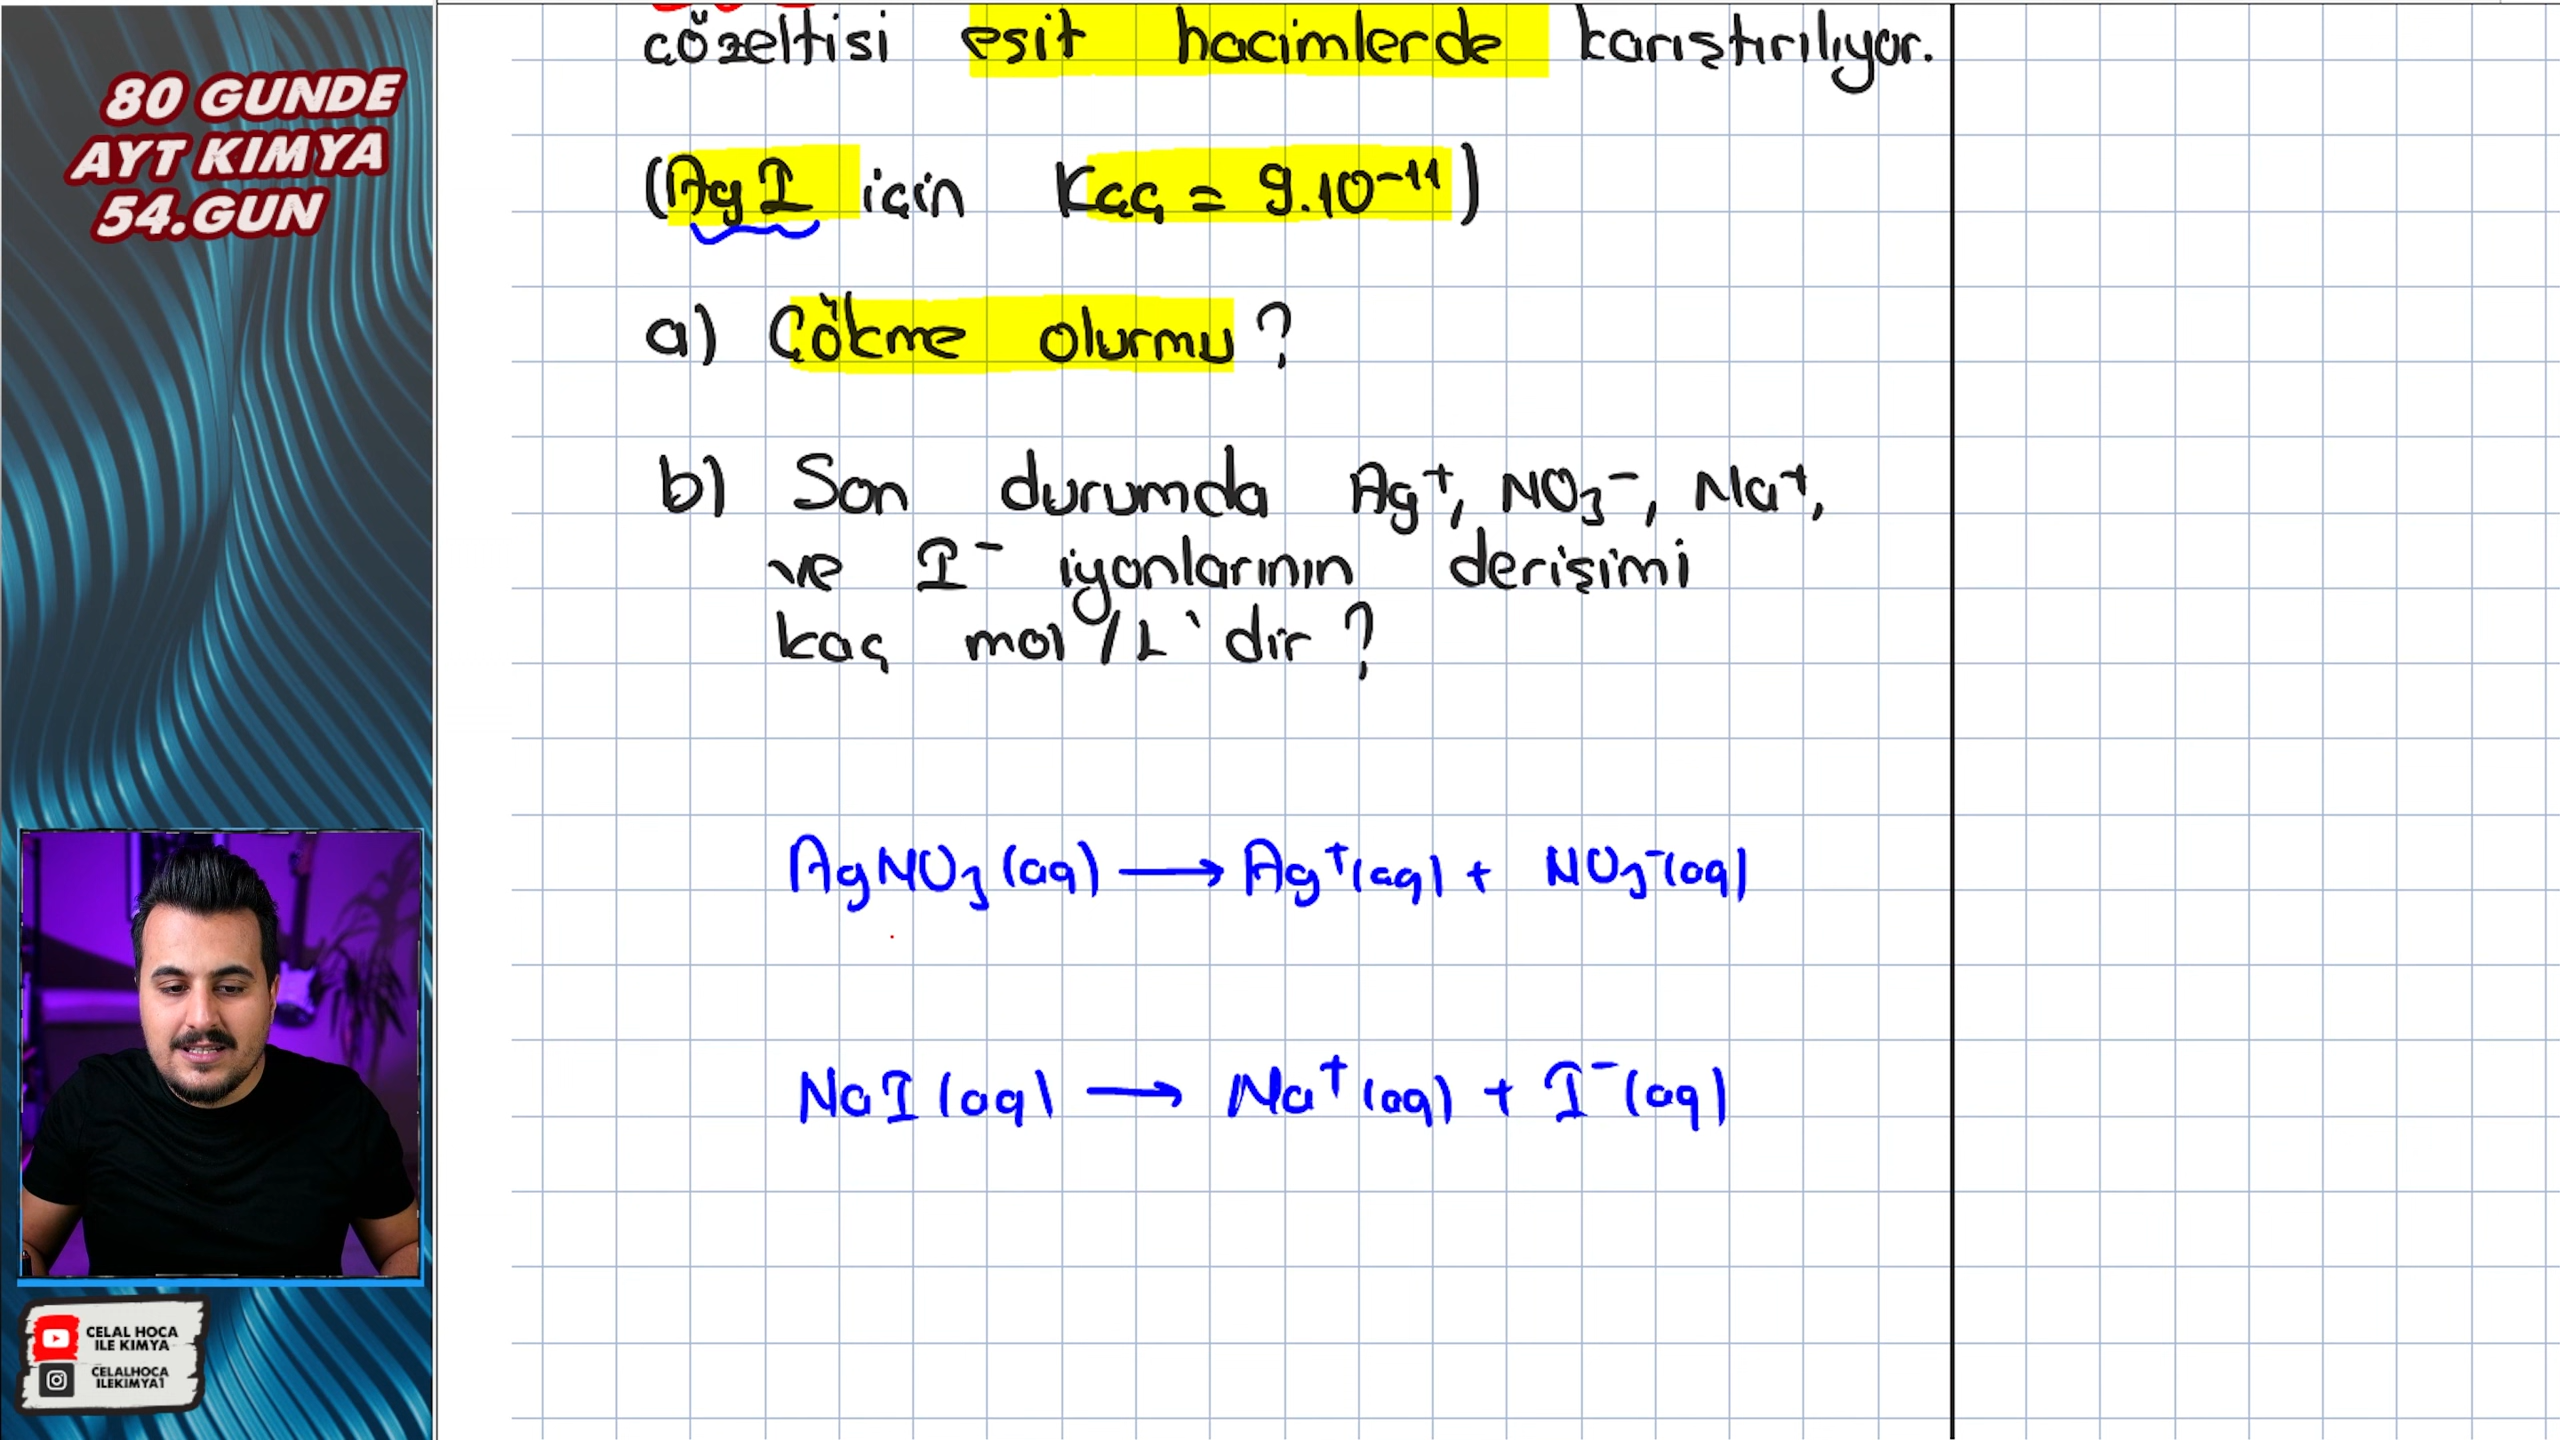 80 GUNDE
AYT KIMYA
54.GUN
çözeltisi eşit hacimlerde karıştırılıyor.
(AgI için Kçç = 9.10⁻¹¹)
a) Çökme olurmu?
b) Son durumda Ag⁺, NO₃⁻, Na⁺,
ve I⁻ iyonlarının derişimi
kaç mol/L'dir?
AgNO₃(aq) → Ag⁺(aq) + NO₃⁻(aq)
NaI(aq) → Na⁺(aq) + I⁻(aq)
CELAL HOCA
ILE KIMYA
CELALHOCA
ILEKIMYA1